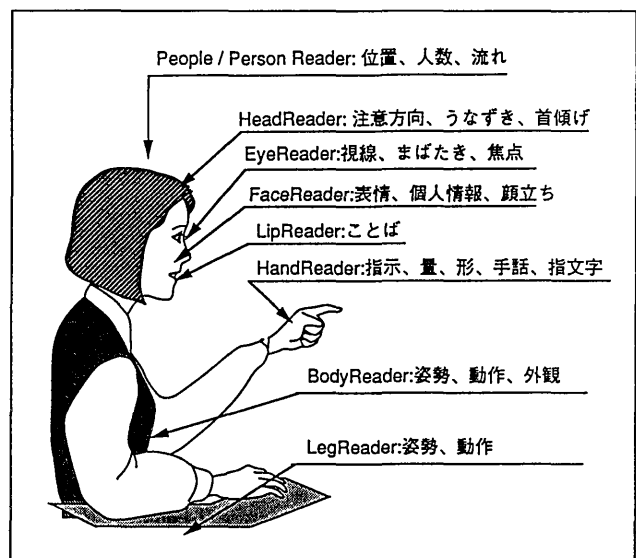 People / Person Reader: 位置、人数、流れ
HeadReader: 注意方向、うなずき、首傾げ
EyeReader:視線、まばたき、焦点
FaceReader:表情、個人情報、顔立ち
LipReader:ことば
HandReader:指示、量、形、手話、指文字
BodyReader:姿勢、動作、外観
LegReader:姿勢、動作